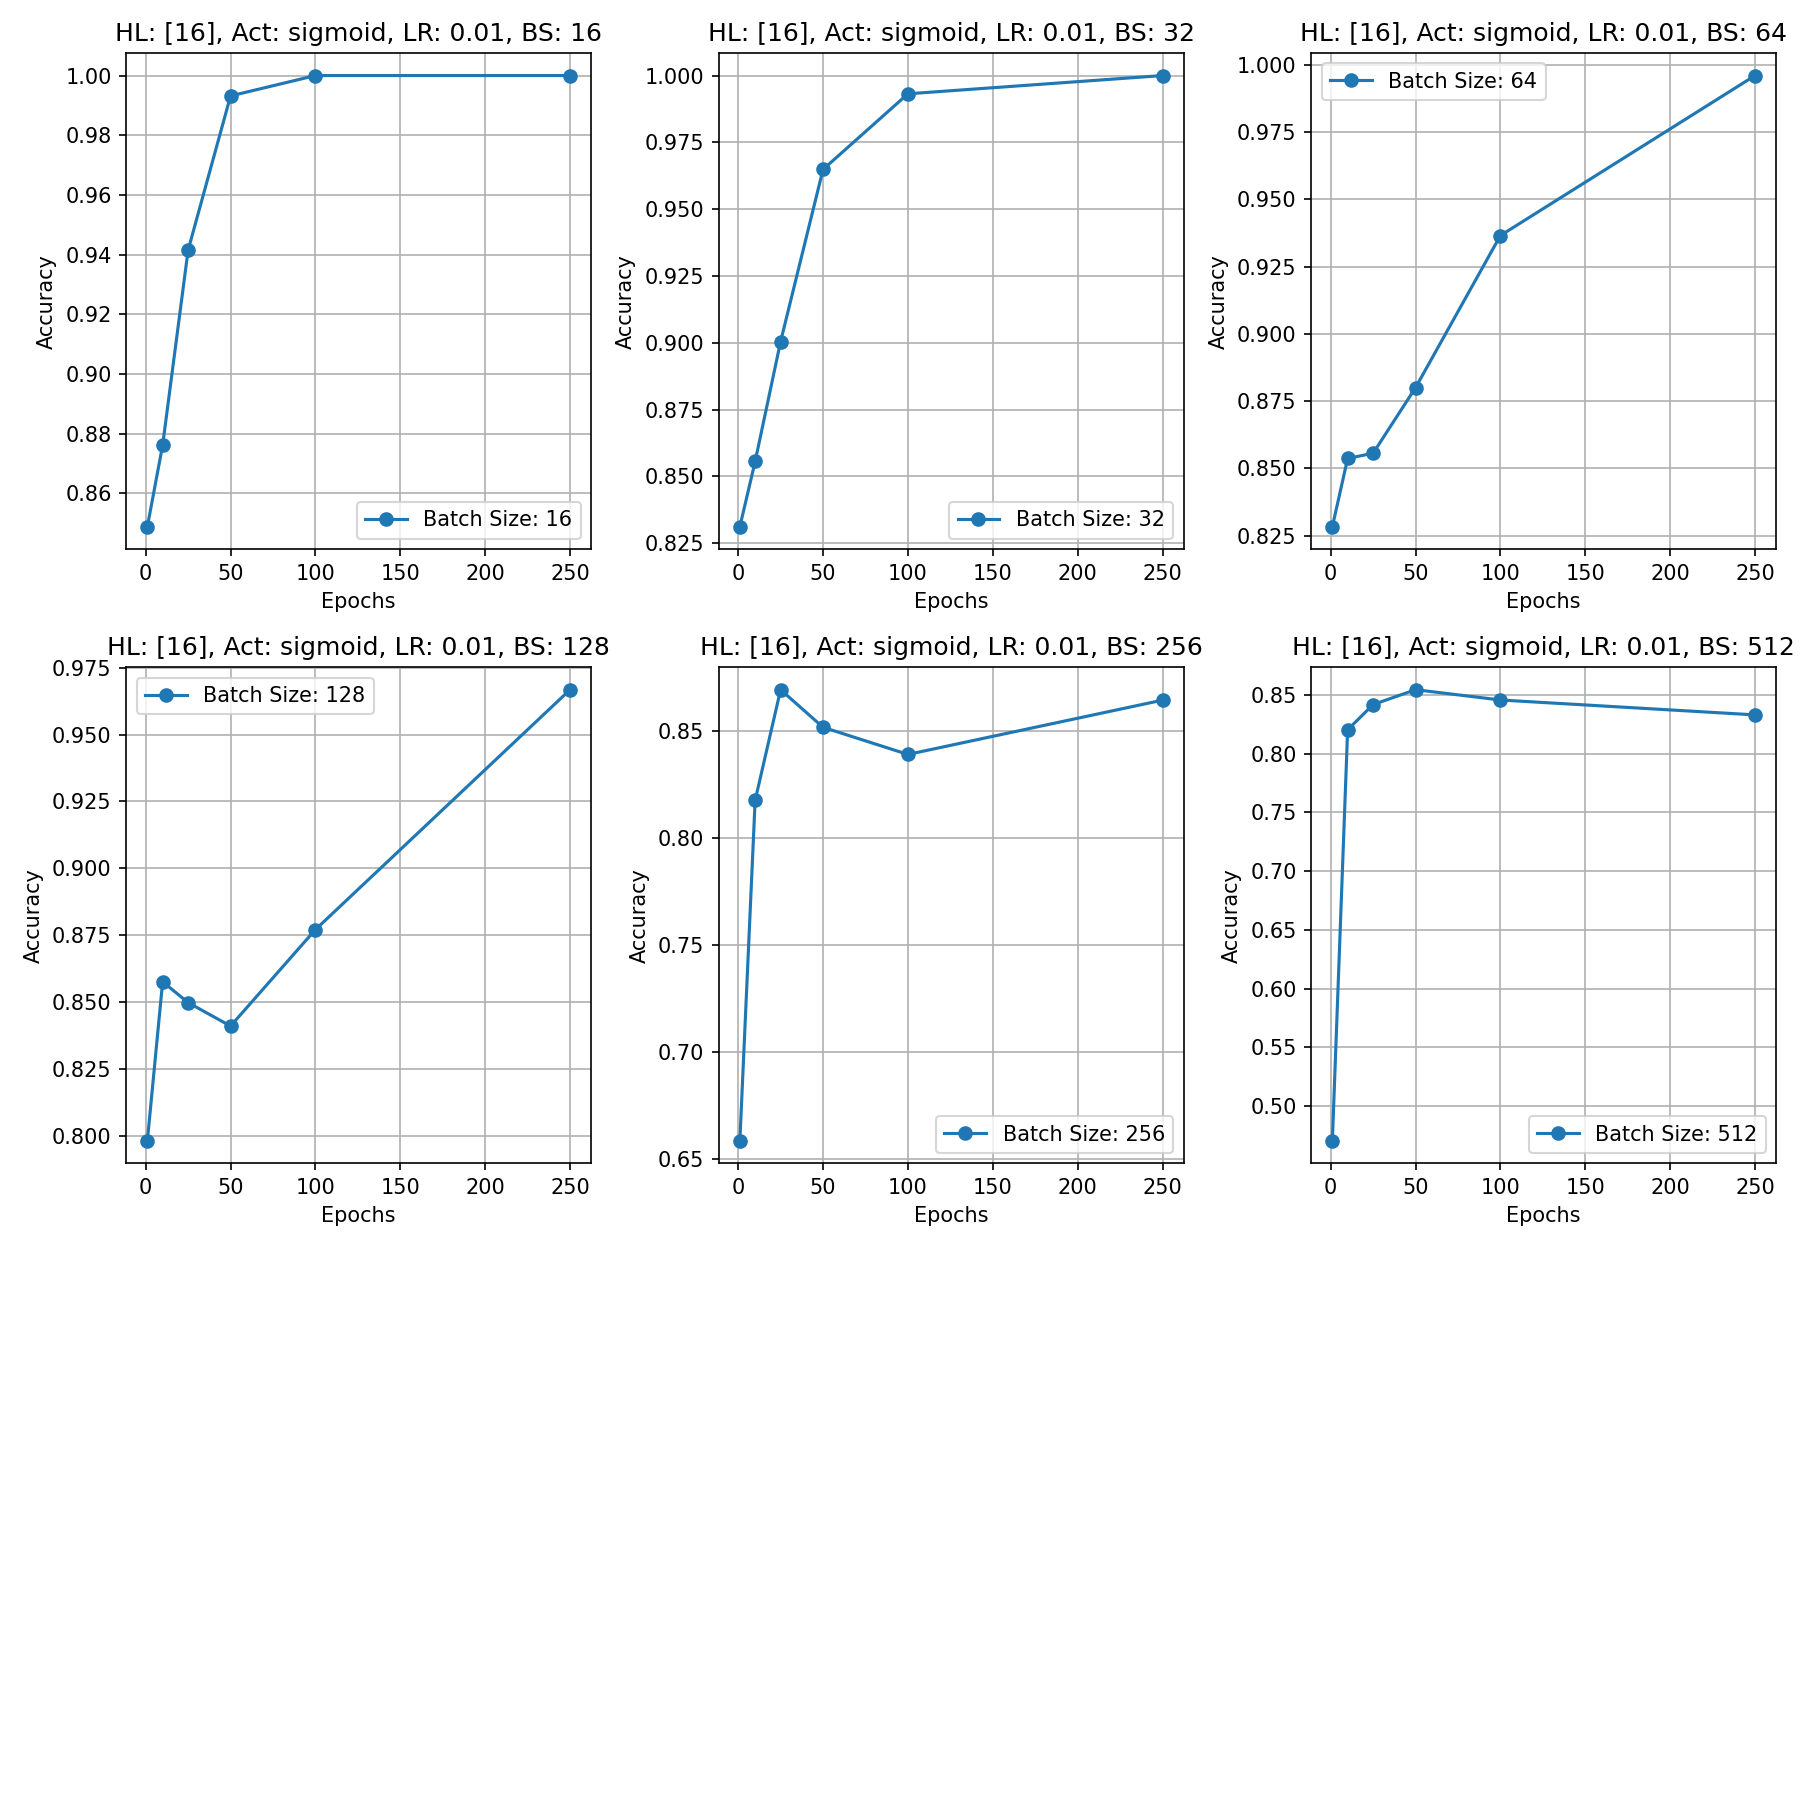 HL: [16], Act: sigmoid, LR: 0.01, BS: 16
1.00
0.98
0.96
0.94
0.92
0.90
0.88
0.86
Accuracy
Batch Size: 16
0 50 100 150 200 250
Epochs
HL: [16], Act: sigmoid, LR: 0.01, BS: 32
1.000
0.975
0.950
0.925
0.900
0.875
0.850
0.825
Accuracy
Batch Size: 32
0 50 100 150 200 250
Epochs
HL: [16], Act: sigmoid, LR: 0.01, BS: 64
Batch Size: 64
1.000
0.975
0.950
0.925
0.900
0.875
0.850
0.825
Accuracy
0 50 100 150 200 250
Epochs
HL: [16], Act: sigmoid, LR: 0.01, BS: 128
Batch Size: 128
0.975
0.950
0.925
0.900
0.875
0.850
0.825
0.800
Accuracy
0 50 100 150 200 250
Epochs
HL: [16], Act: sigmoid, LR: 0.01, BS: 256
0.85
0.80
0.75
0.70
0.65
Accuracy
Batch Size: 256
0 50 100 150 200 250
Epochs
HL: [16], Act: sigmoid, LR: 0.01, BS: 512
0.85
0.80
0.75
0.70
0.65
0.60
0.55
0.50
Accuracy
Batch Size: 512
0 50 100 150 200 250
Epochs